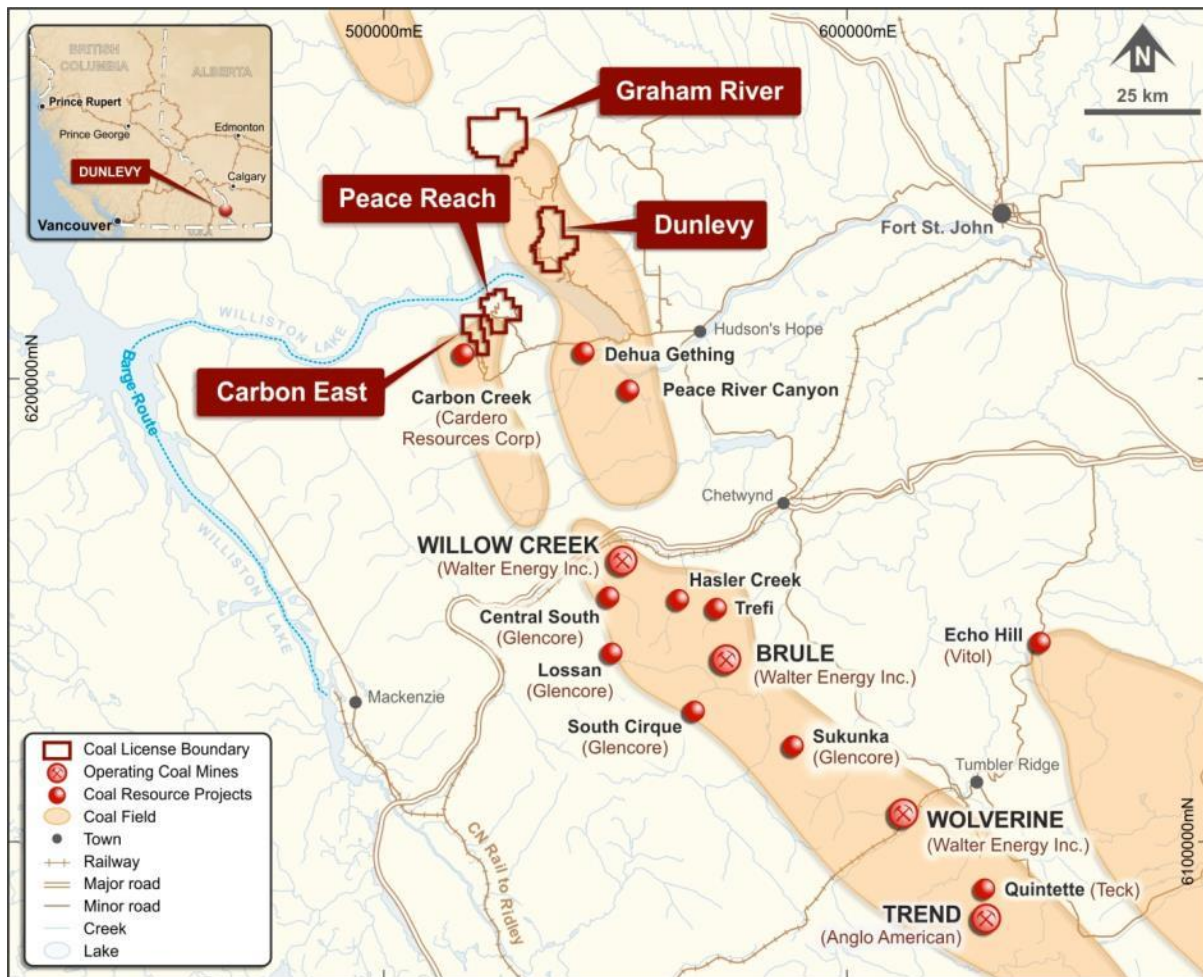 500000mE
600000mE
N
25 km
6200000mN
6100000mN
BRITISH
COLUMBIA
ALBERTA
Prince Rupert
Prince George
Edmonton
DUNLEVY
Calgary
Vancouver
U.S.A
Graham River
Peace Reach
Dunlevy
Carbon East
Fort St. John
WILLISTON LAKE
Barge-Route
WILLISTON
LAKE
Hudson's Hope
Dehua Gething
Peace River Canyon
Carbon Creek
(Cardero
Resources Corp)
Chetwynd
WILLOW CREEK
(Walter Energy Inc.)
Hasler Creek
Trefi
Central South
(Glencore)
Lossan
(Glencore)
BRULE
(Walter Energy Inc.)
Echo Hill
(Vitol)
Mackenzie
South Cirque
(Glencore)
Sukunka
(Glencore)
Tumbler Ridge
WOLVERINE
(Walter Energy Inc.)
Quintette (Teck)
TREND
(Anglo American)
CN Rail to Ridley
Coal License Boundary
Operating Coal Mines
Coal Resource Projects
Coal Field
Town
Railway
Major road
Minor road
Creek
Lake